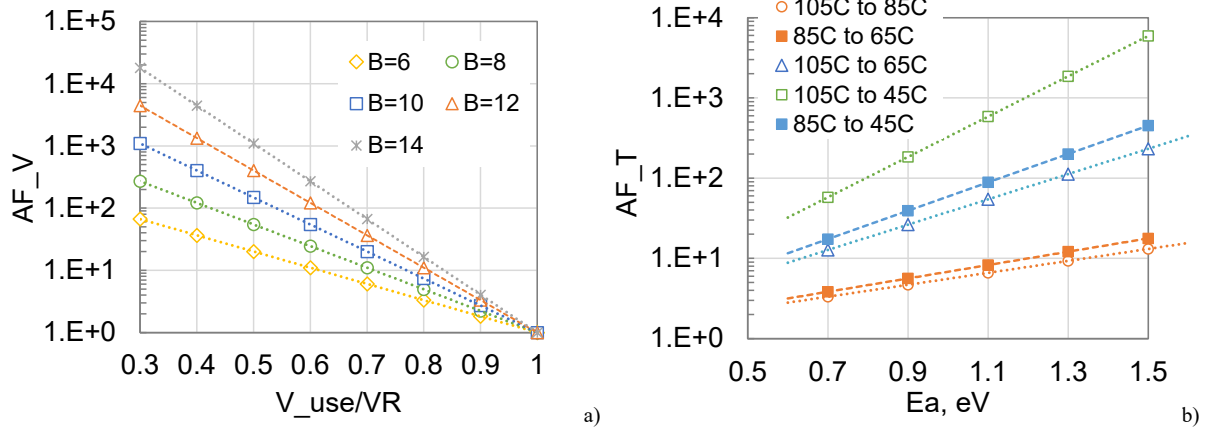 1.E+5
1.E+4
1.E+3
1.E+2
1.E+1
1.E+0
AF_V
B=6
B=8
B=10
B=12
B=14
0.3 0.4 0.5 0.6 0.7 0.8 0.9 1
V_use/VR
a)
105C to 85C
85C to 65C
105C to 65C
105C to 45C
85C to 45C
1.E+4
1.E+3
1.E+2
1.E+1
1.E+0
AF_T
0.5 0.7 0.9 1.1 1.3 1.5
Ea, eV
b)